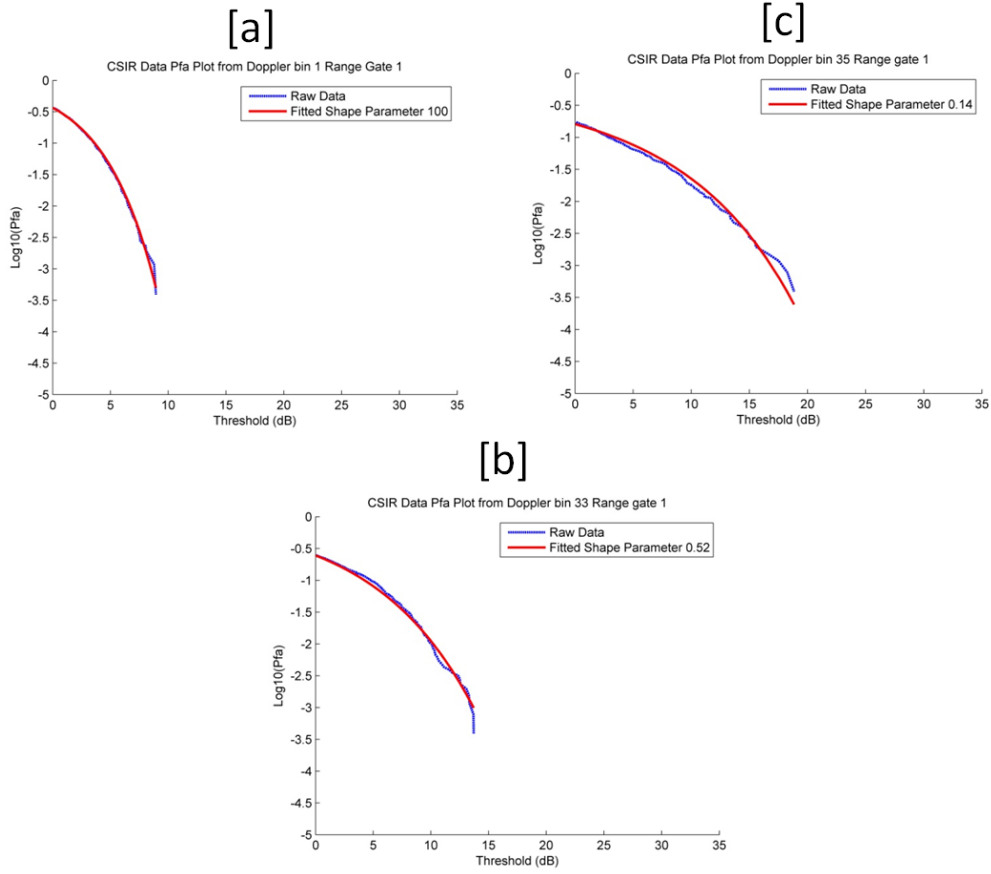 [a]
CSIR Data Pfa Plot from Doppler bin 1 Range Gate 1
Raw Data
Fitted Shape Parameter 100
Log10(Pfa)
0
-0.5
-1
-1.5
-2
-2.5
-3
-3.5
-4
-4.5
-5
0 5 10 15 20 25 30 35
Threshold (dB)
[c]
CSIR Data Pfa Plot from Doppler bin 35 Range gate 1
Raw Data
Fitted Shape Parameter 0.14
Log10(Pfa)
0
-0.5
-1
-1.5
-2
-2.5
-3
-3.5
-4
-4.5
-5
0 5 10 15 20 25 30 35
Threshold (dB)
[b]
CSIR Data Pfa Plot from Doppler bin 33 Range gate 1
Raw Data
Fitted Shape Parameter 0.52
Log10(Pfa)
0
-0.5
-1
-1.5
-2
-2.5
-3
-3.5
-4
-4.5
-5
0 5 10 15 20 25 30 35
Threshold (dB)